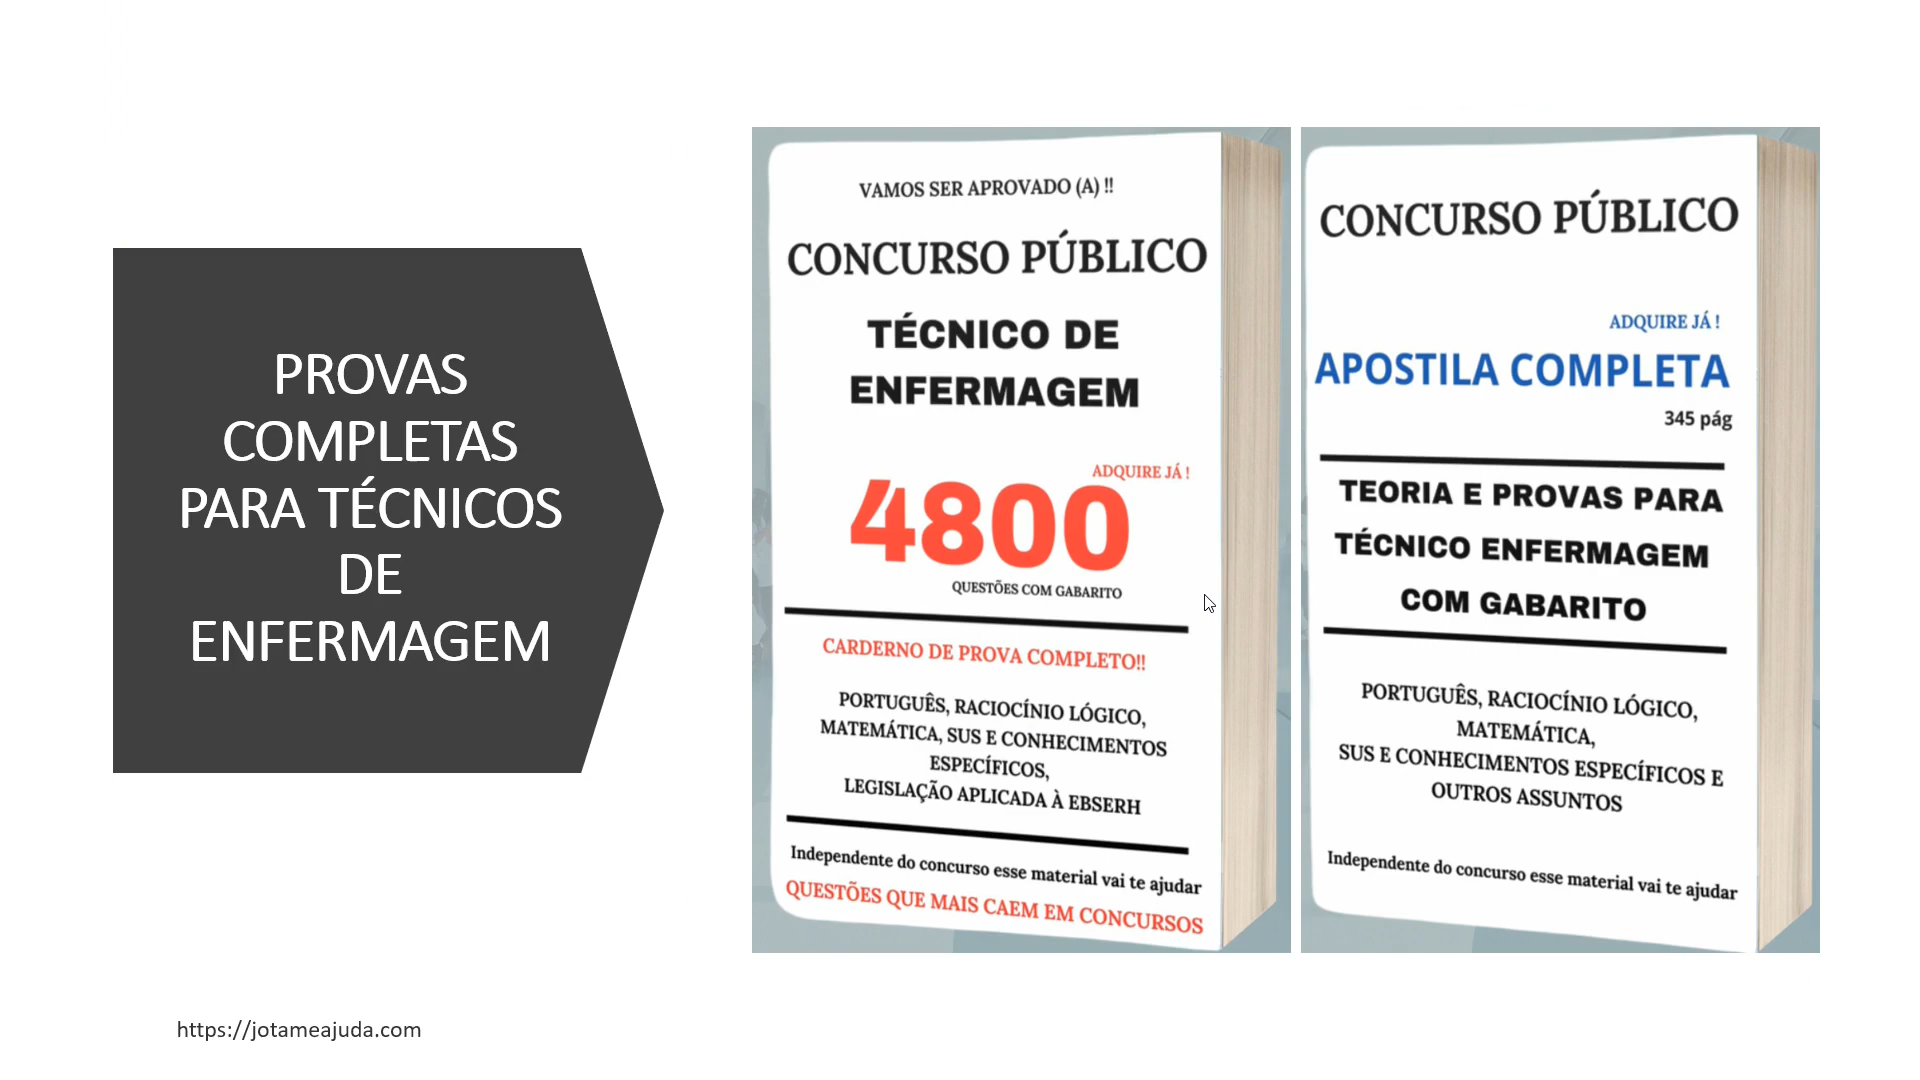 PROVAS
COMPLETAS
PARA TÉCNICOS
DE
ENFERMAGEM
https://jotameajuda.com
VAMOS SER APROVADO (A) !!
CONCURSO PÚBLICO
TÉCNICO DE
ENFERMAGEM
ADQUIRE JÁ !
4800
QUESTÕES COM GABARITO
CARDERNO DE PROVA COMPLETO!!
PORTUGUÊS, RACIOCÍNIO LÓGICO,
MATEMÁTICA, SUS E CONHECIMENTOS
ESPECÍFICOS,
LEGISLAÇÃO APLICADA À EBSERH
Independente do concurso esse material vai te ajudar
QUESTÕES QUE MAIS CAEM EM CONCURSOS
CONCURSO PÚBLICO
ADQUIRE JÁ !
APOSTILA COMPLETA
345 pág
TEORIA E PROVAS PARA
TÉCNICO ENFERMAGEM
COM GABARITO
PORTUGUÊS, RACIOCÍNIO LÓGICO,
MATEMÁTICA,
SUS E CONHECIMENTOS ESPECÍFICOS E
OUTROS ASSUNTOS
Independente do concurso esse material vai te ajudar